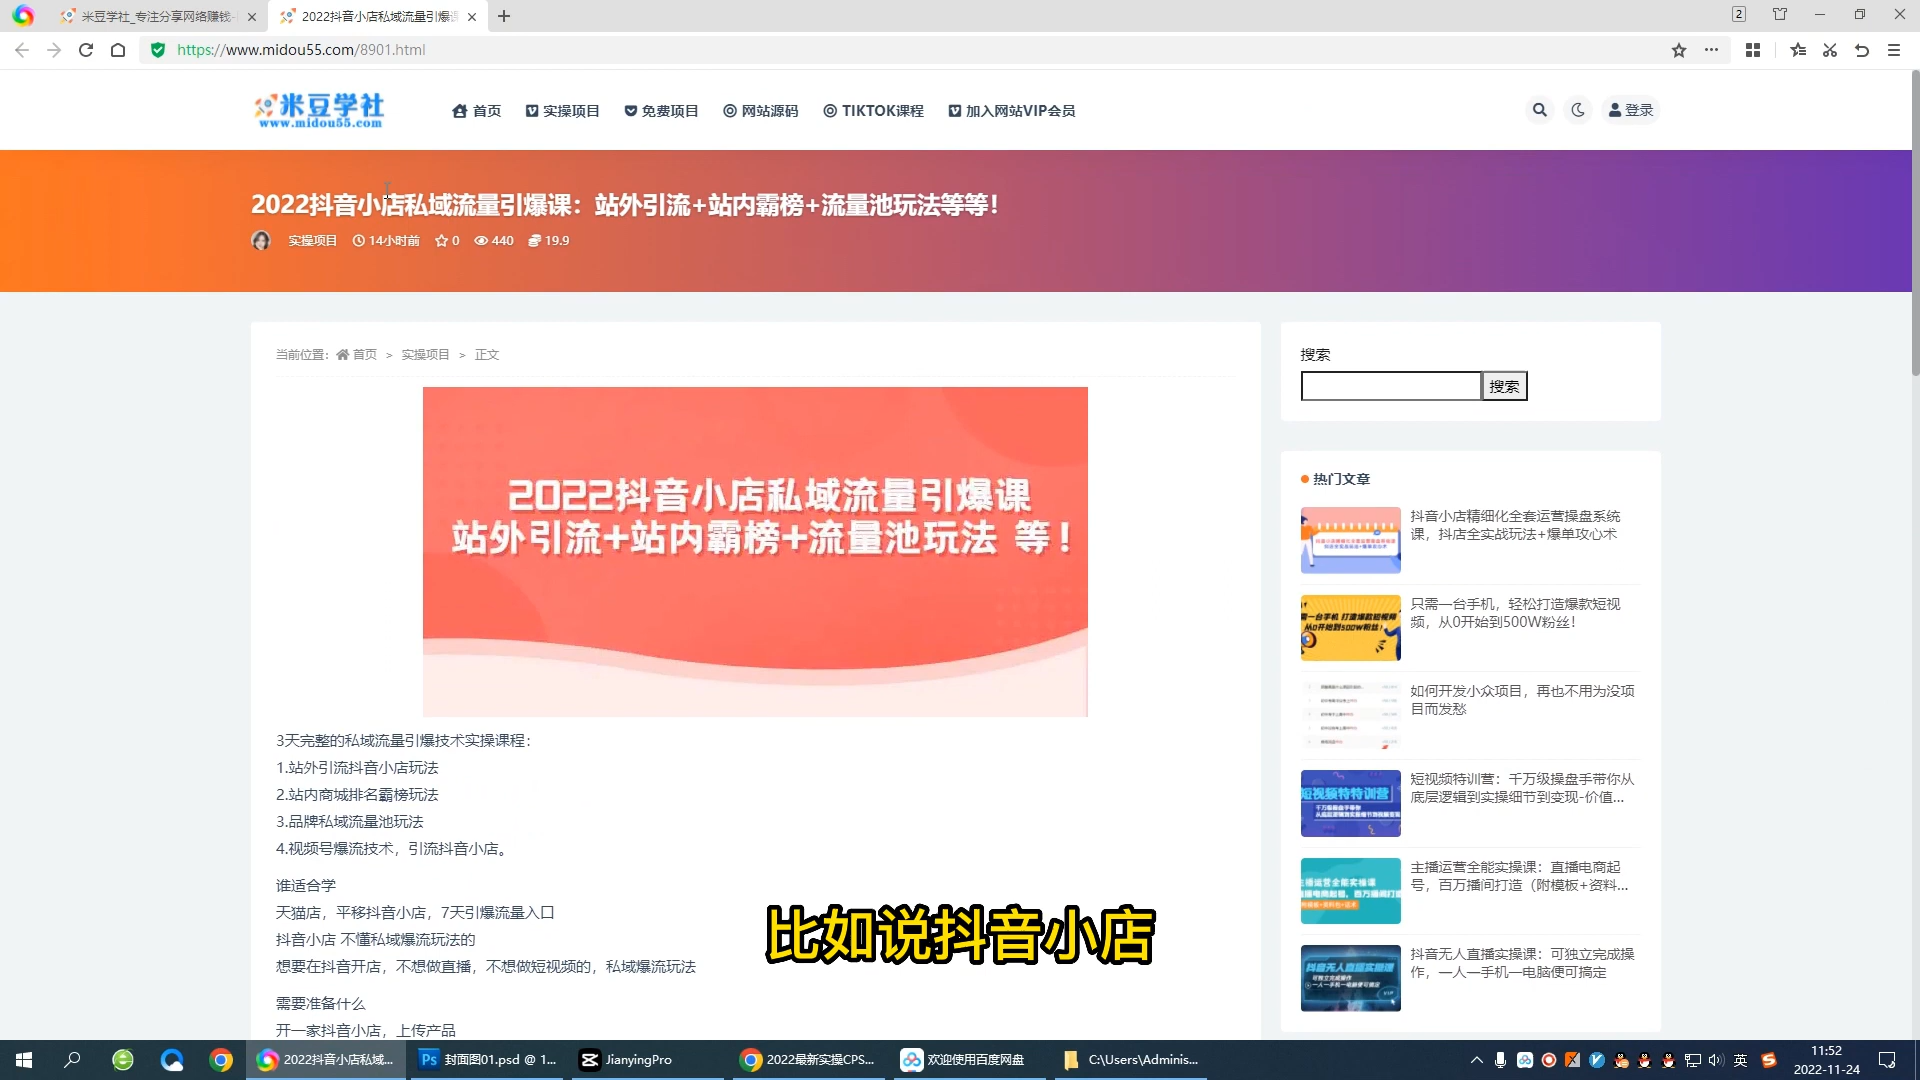 米豆学社_专注分享网络赚钱-
2022抖音小店私域流量引爆课
2
https://www.midou55.com/8901.html
米豆学社
www.midou55.com
首页
实操项目
免费项目
网站源码
TIKTOK课程
加入网站VIP会员
登录
2022抖音小店私域流量引爆课：站外引流+站内霸榜+流量池玩法等等！
实操项目 14小时前 0 440 19.9
当前位置： 首页 > 实操项目 > 正文
2022抖音小店私域流量引爆课
站外引流+站内霸榜+流量池玩法 等！
3天完整的私域流量引爆技术实操课程：
1.站外引流抖音小店玩法
2.站内商城排名霸榜玩法
3.品牌私域流量池玩法
4.视频号爆流技术，引流抖音小店。
谁适合学
天猫店，平移抖音小店，7天引爆流量入口
抖音小店 不懂私域爆流玩法的
想要在抖音开店，不想做直播，不想做短视频的，私域爆流玩法
需要准备什么
开一家抖音小店，上传产品
搜索
搜索
热门文章
抖音小店精细化全套运营操盘系统
课，抖店全实战玩法+爆单攻心术
只需一台手机，轻松打造爆款短视
频，从0开始到500W粉丝！
如何开发小众项目，再也不用为没项
目而发愁
短视频特训营：千万级操盘手带你从
底层逻辑到实操细节到变现-价值...
主播运营全能实操课：直播电商起
号，百万播间打造（附模板+资料...
抖音无人直播实操课：可独立完成操
作，一人一手机一电脑便可搞定
比如说抖音小店
2022抖音小店私域...
封面图01.psd @ 1...
JianyingPro
2022最新实操CPS...
欢迎使用百度网盘
C:\Users\Adminis...
英
11:52
2022-11-24